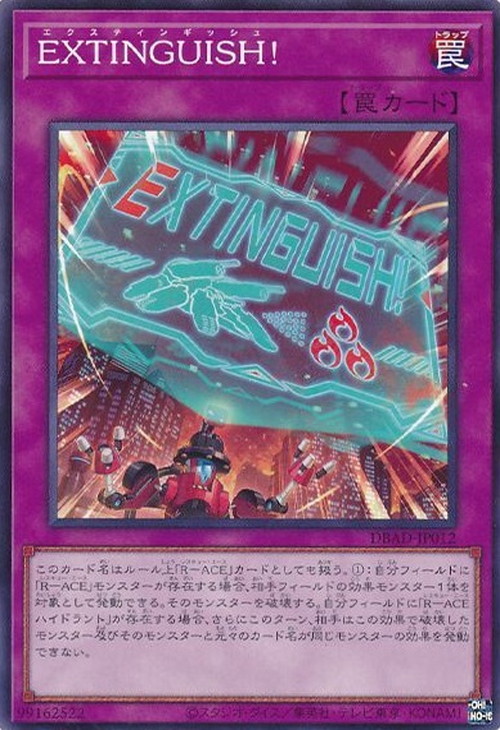 エクスティンギッシュ
EXTINGUISH!
トラップ
罠
【罠カード】
EXTINGUISH!
DBAD-JP012
このカード名はルール上「R-ACE」カードとしても扱う。①：自分フィールドに
「R-ACE」モンスターが存在する場合、相手フィールドの効果モンスター1体を
対象として発動できる。そのモンスターを破壊する。自分フィールドに「R-ACE
ハイドラント」が存在する場合、さらにこのターン、相手はこの効果で破壊した
モンスター及びそのモンスターと元々のカード名が同じモンスターの効果を発動
できない。
99162522
©スタジオ・ダイス／集英社・テレビ東京・KONAMI